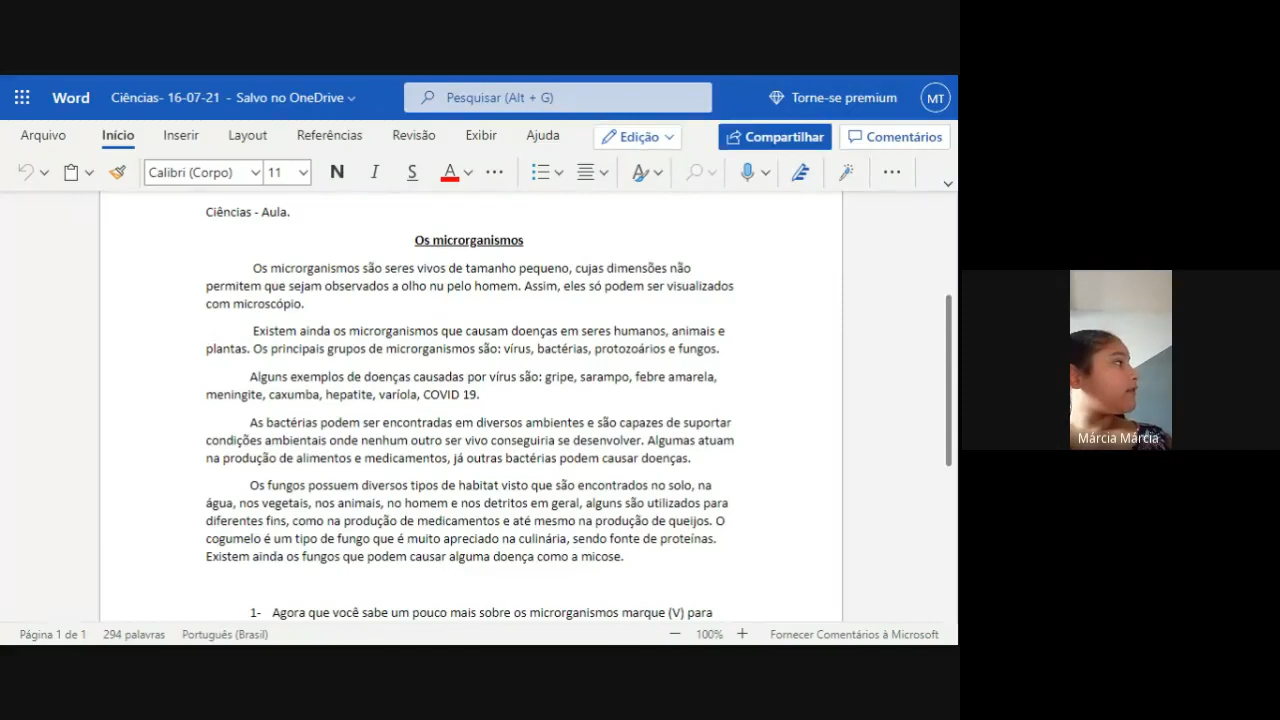 Word
Ciências- 16-07-21 - Salvo no OneDrive
Pesquisar (Alt + G)
Torne-se premium
MT
Arquivo
Início
Inserir
Layout
Referências
Revisão
Exibir
Ajuda
Edição
Compartilhar
Comentários
Calibri (Corpo)
11
N
I
S
A
Ciências - Aula.
Os microrganismos
Os microrganismos são seres vivos de tamanho pequeno, cujas dimensões não
permitem que sejam observados a olho nu pelo homem. Assim, eles só podem ser visualizados
com microscópio.
Existem ainda os microrganismos que causam doenças em seres humanos, animais e
plantas. Os principais grupos de microrganismos são: vírus, bactérias, protozoários e fungos.
Alguns exemplos de doenças causadas por vírus são: gripe, sarampo, febre amarela,
meningite, caxumba, hepatite, varíola, COVID 19.
As bactérias podem ser encontradas em diversos ambientes e são capazes de suportar
condições ambientais onde nenhum outro ser vivo conseguiria se desenvolver. Algumas atuam
na produção de alimentos e medicamentos, já outras bactérias podem causar doenças.
Os fungos possuem diversos tipos de habitat visto que são encontrados no solo, na
água, nos vegetais, nos animais, no homem e nos detritos em geral, alguns são utilizados para
diferentes fins, como na produção de medicamentos e até mesmo na produção de queijos. O
cogumelo é um tipo de fungo que é muito apreciado na culinária, sendo fonte de proteínas.
Existem ainda os fungos que podem causar alguma doença como a micose.
1- Agora que você sabe um pouco mais sobre os microrganismos marque (V) para
Página 1 de 1
294 palavras
Português (Brasil)
100%
Fornecer Comentários à Microsoft
Márcia Márcia